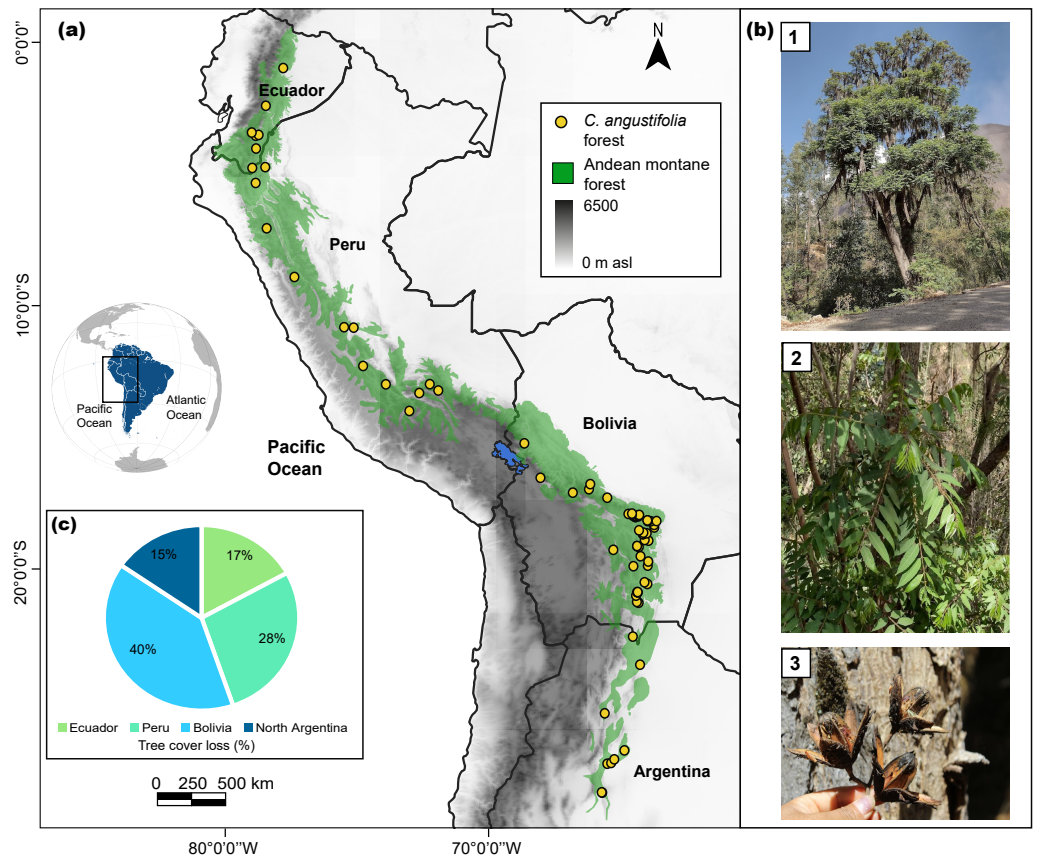 (a)
N
Ecuador
Peru
Bolivia
Argentina
Pacific
Ocean
C. angustifolia
forest
Andean montane
forest
6500
0 m asl
0°0'0''
10°0'0''S
20°0'0''S
80°0'0''W
70°0'0''W
Pacific
Ocean
Atlantic
Ocean
(c)
15%
17%
28%
40%
Ecuador Peru Bolivia North Argentina
Tree cover loss (%)
0 250 500 km
(b)
1
2
3